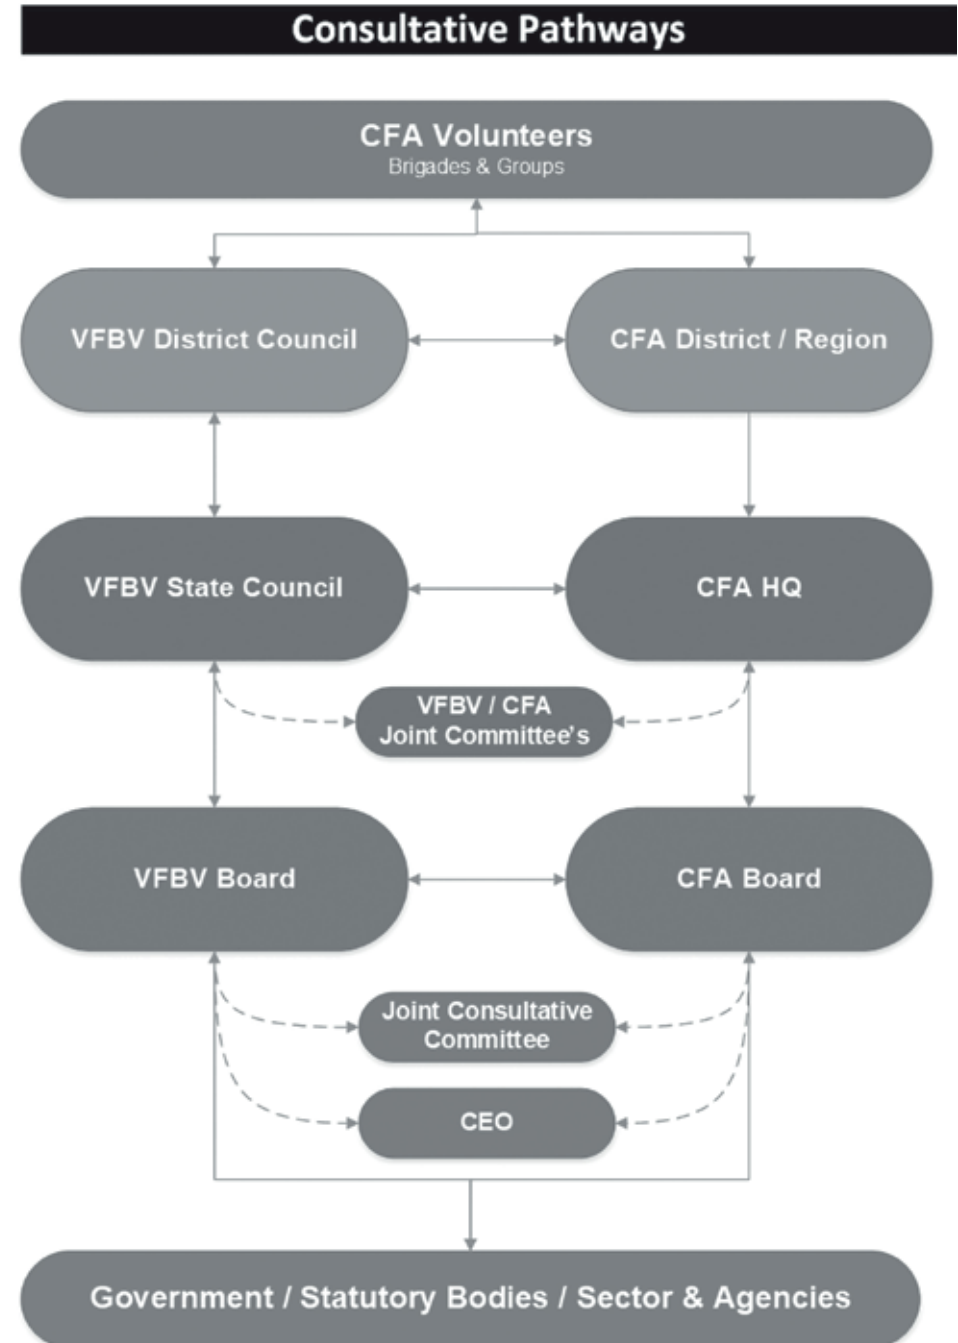 Consultative Pathways
CFA Volunteers
Brigades & Groups
VFBV District Council
CFA District / Region
VFBV State Council
CFA HQ
VFBV / CFA
Joint Committee's
VFBV Board
CFA Board
Joint Consultative
Committee
CEO
Government / Statutory Bodies / Sector & Agencies